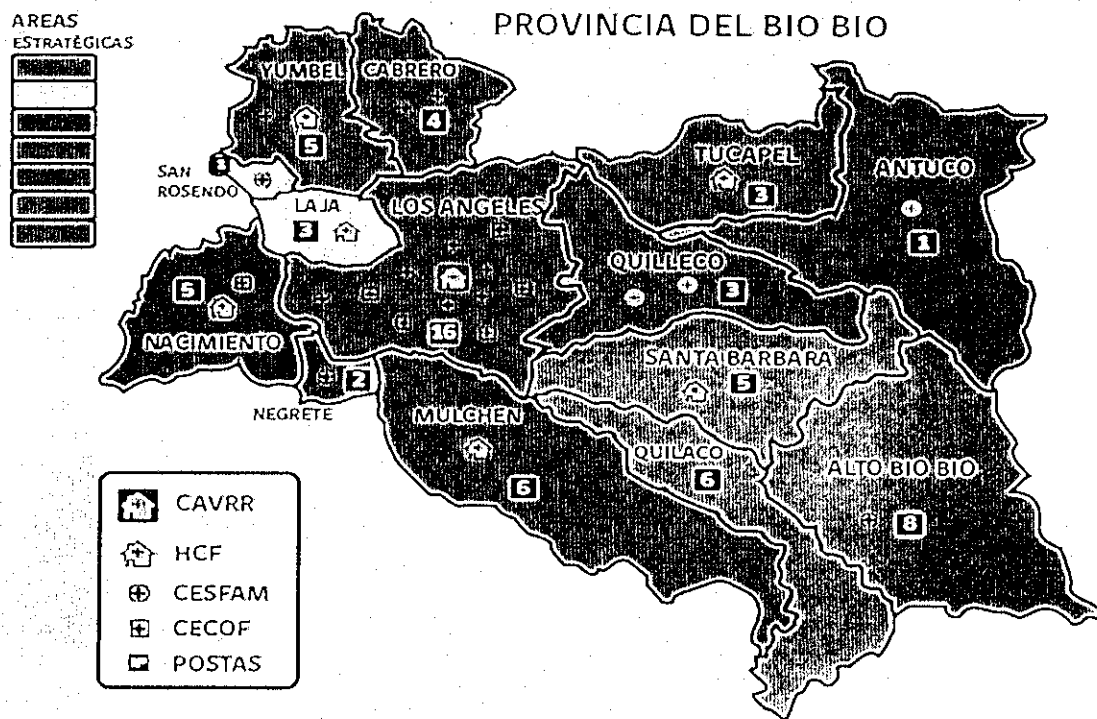 AREAS
ESTRATÉGICAS
PROVINCIA DEL BIO BIO
YUMBEL
CABRERO
4
5
3
SAN
ROSENDO
LAJA
3
LOS ANGELES
16
TUCAPEL
3
ANTUCO
1
QUILLECO
3
5
NACIMIENTO
2
NEGRETE
SANTA BARBARA
5
MULCHEN
6
QUILACO
6
ALTO BIO BIO
8
CAVRR
HCF
CESFAM
CECOF
POSTAS